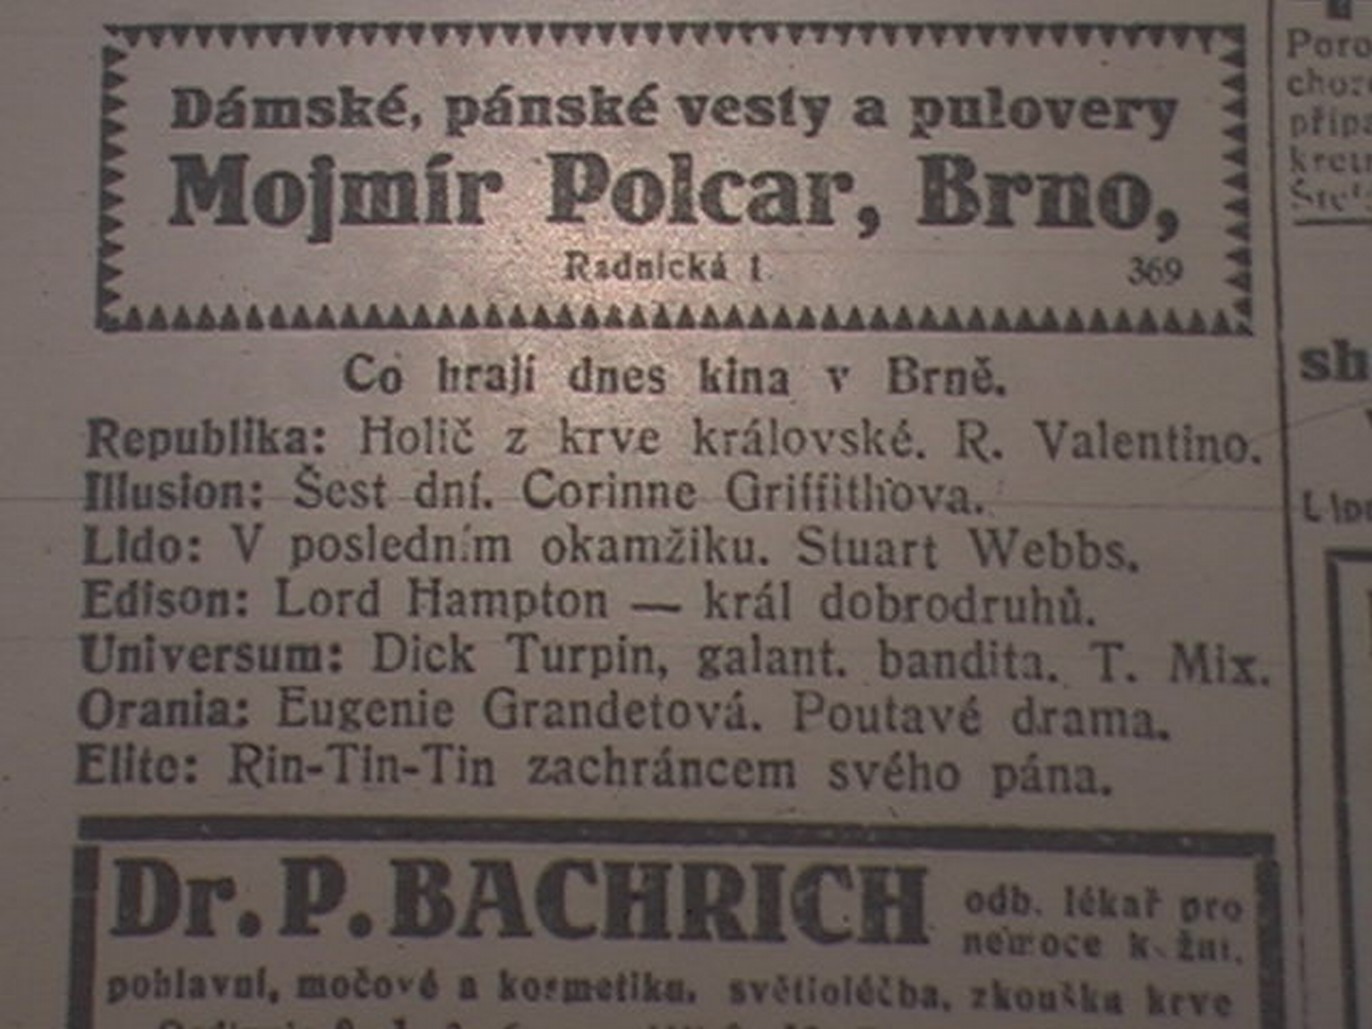 Dámské, pánské vesty a pulovery
Mojmír Polcar, Brno,
Radnická 1
369
Co hrají dnes kina v Brně.
Republika: Holič z krve královské. R. Valentino.
Illusion: Šest dní. Corinne Griffithova.
Lido: V posledním okamžiku. Stuart Webbs.
Edison: Lord Hampton — král dobrodruhů.
Universum: Dick Turpin, galant. bandita. T. Mix.
Orania: Eugenie Grandetová. Poutavé drama.
Elite: Rin-Tin-Tin zachráncem svého pána.
Dr. P. BACHRICH
odb. lékař pro
nemoce kožní,
pohlavní, močové a kosmetiku, světloléčba, zkouška krve
sh